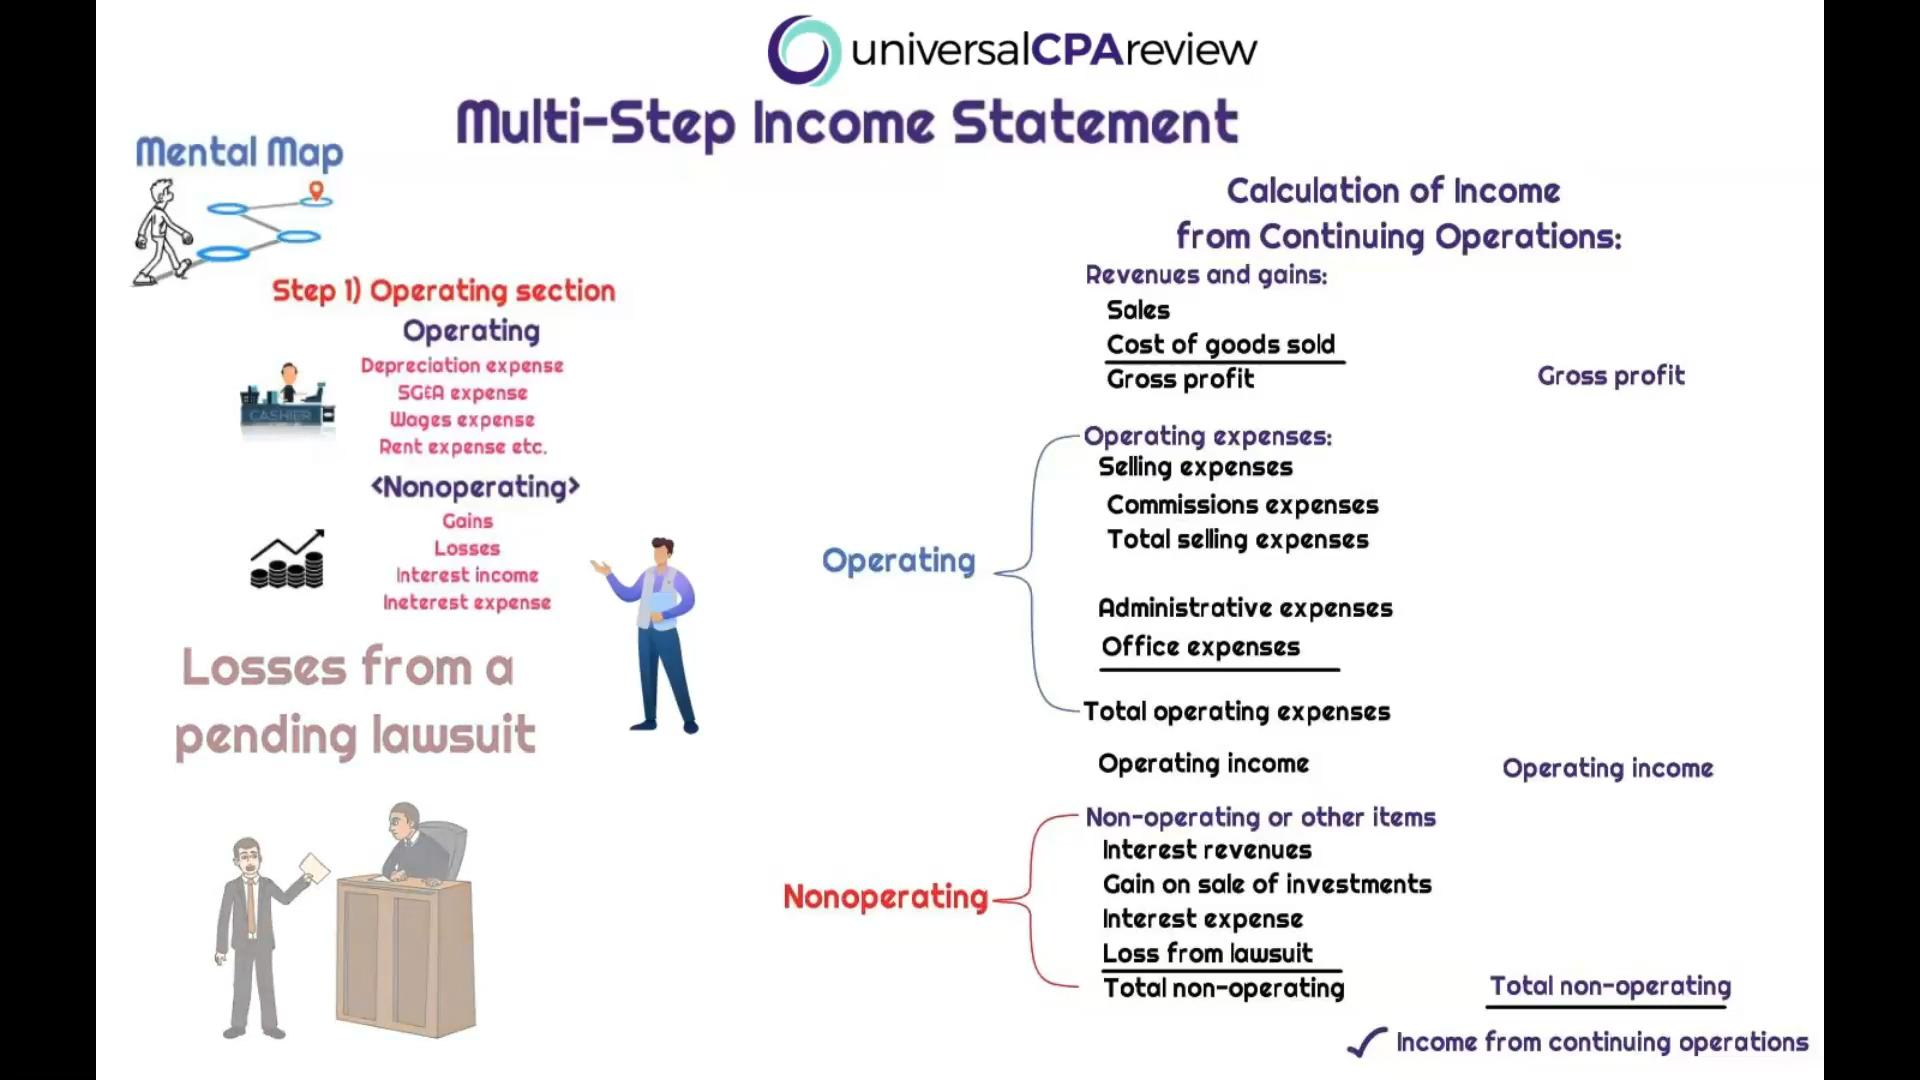 universalCPAreview
Multi-Step Income Statement
Mental Map
Step 1) Operating section
Operating
Depreciation expense
SG&A expense
Wages expense
Rent expense etc.
CASHIER
<Nonoperating>
Gains
Losses
Interest income
Ineterest expense
Losses from a
pending lawsuit
Calculation of Income
from Continuing Operations:
Revenues and gains:
Sales
Cost of goods sold
Gross profit
Gross profit
Operating
Operating expenses:
Selling expenses
Commissions expenses
Total selling expenses
Administrative expenses
Office expenses
Total operating expenses
Operating income
Operating income
Nonoperating
Non-operating or other items
Interest revenues
Gain on sale of investments
Interest expense
Loss from lawsuit
Total non-operating
Total non-operating
Income from continuing operations